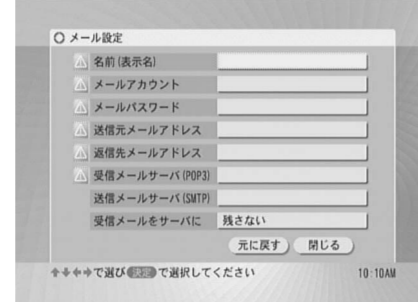 メール設定
名前(表示名)
メールアカウント
メールパスワード
送信元メールアドレス
返信先メールアドレス
受信メールサーバ(POP3)
送信メールサーバ(SMTP)
受信メールをサーバに 残さない
元に戻す 閉じる
で選び 決定 で選択してください 10:10AM